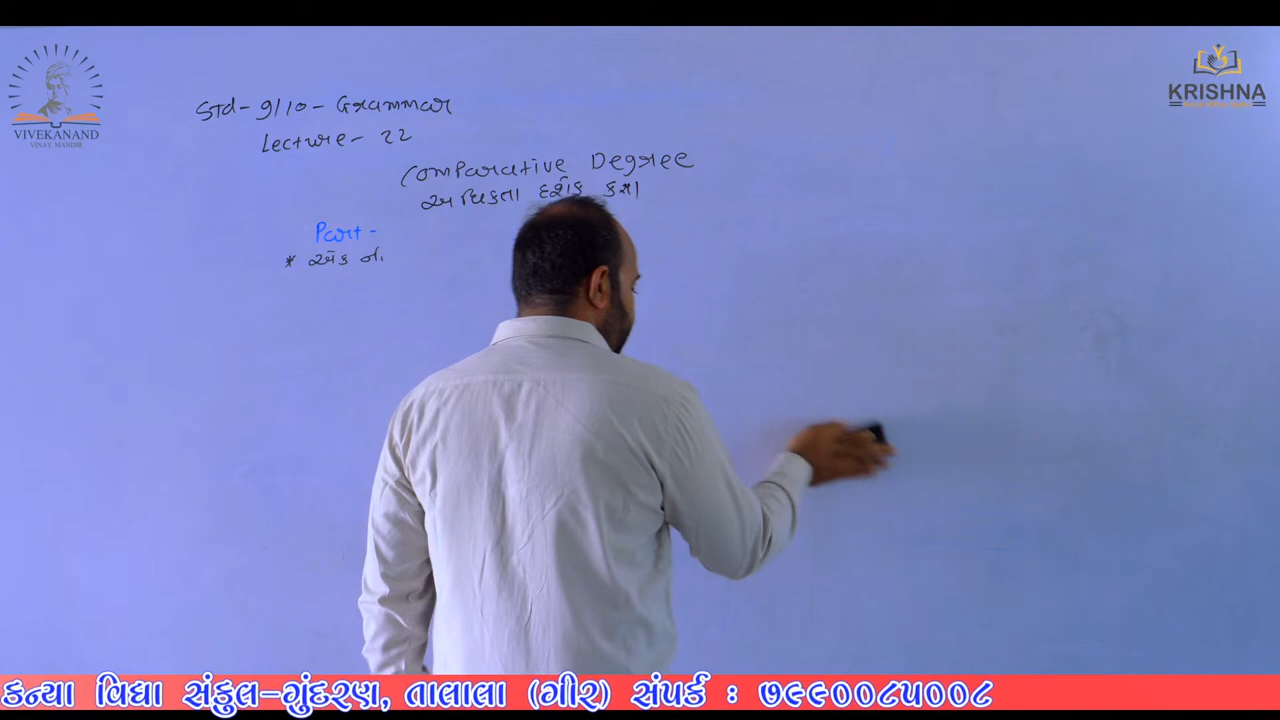 VIVEKANAND
VINAY MANDIR
KRISHNA
Std - 9/10 - Grammar
Lecture - 22
Comparative Degree
અધિકતા દર્શક કક્ષા
Part -
* એક ના
કન્યા વિદ્યા સંકુલ-ગુંદરણ, તાલાલા (ગીર) સંપર્ક : ૭૯૯૦૦૮૫૦૦૮